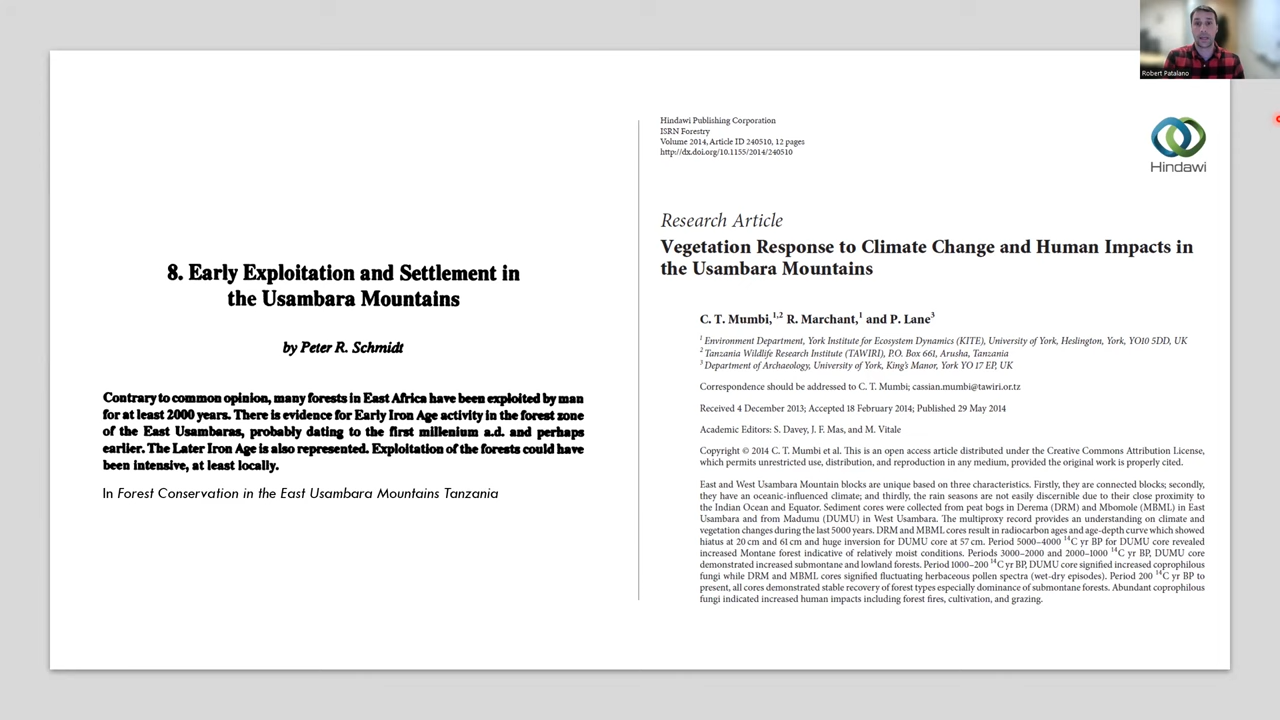 Robert Patalano
8. Early Exploitation and Settlement in
the Usambara Mountains
by Peter R. Schmidt
Contrary to common opinion, many forests in East Africa have been exploited by man
for at least 2000 years. There is evidence for Early Iron Age activity in the forest zone
of the East Usambaras, probably dating to the first millenium a.d. and perhaps
earlier. The Later Iron Age is also represented. Exploitation of the forests could have
been intensive, at least locally.
In Forest Conservation in the East Usambara Mountains Tanzania
Hindawi Publishing Corporation
ISRN Forestry
Volume 2014, Article ID 240510, 12 pages
http://dx.doi.org/10.1155/2014/240510
Hindawi
Research Article
Vegetation Response to Climate Change and Human Impacts in
the Usambara Mountains
C. T. Mumbi,1,2 R. Marchant,1 and P. Lane3
1 Environment Department, York Institute for Ecosystem Dynamics (KITE), University of York, Heslington, York, YO10 5DD, UK
2 Tanzania Wildlife Research Institute (TAWIRI), P.O. Box 661, Arusha, Tanzania
3 Department of Archaeology, University of York, King's Manor, York YO 17 EP, UK
Correspondence should be addressed to C. T. Mumbi; cassian.mumbi@tawiri.or.tz
Received 4 December 2013; Accepted 18 February 2014; Published 29 May 2014
Academic Editors: S. Davey, J. F. Mas, and M. Vitale
Copyright © 2014 C. T. Mumbi et al. This is an open access article distributed under the Creative Commons Attribution License,
which permits unrestricted use, distribution, and reproduction in any medium, provided the original work is properly cited.
East and West Usambara Mountain blocks are unique based on three characteristics. Firstly, they are connected blocks; secondly,
they have an oceanic-influenced climate; and thirdly, the rain seasons are not easily discernible due to their close proximity to
the Indian Ocean and Equator. Sediment cores were collected from peat bogs in Derema (DRM) and Mbomole (MBML) in East
Usambara and from Madumu (DUMU) in West Usambara. The multiproxy record provides an understanding on climate and
vegetation changes during the last 5000 years. DRM and MBML cores result in radiocarbon ages and age-depth curve which showed
hiatus at 20 cm and 61 cm and huge inversion for DUMU core at 57 cm. Period 5000–4000 14C yr BP for DUMU core revealed
increased Montane forest indicative of relatively moist conditions. Periods 3000–2000 and 2000–1000 14C yr BP, DUMU core
demonstrated increased submontane and lowland forests. Period 1000–200 14C yr BP, DUMU core signified increased coprophilous
fungi while DRM and MBML cores signified fluctuating herbaceous pollen spectra (wet-dry episodes). Period 200 14C yr BP to
present, all cores demonstrated stable recovery of forest types especially dominance of submontane forests. Abundant coprophilous
fungi indicated increased human impacts including forest fires, cultivation, and grazing.